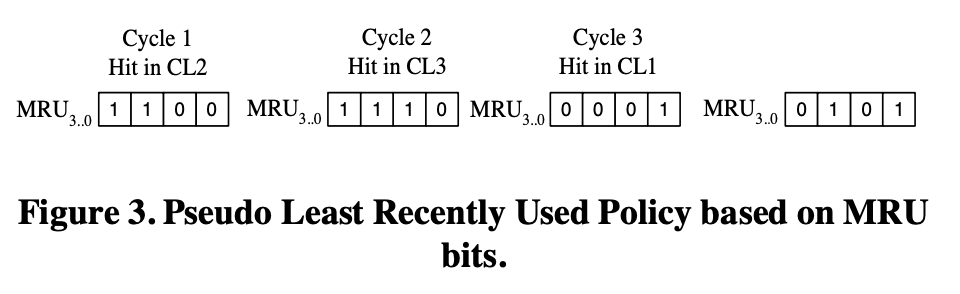 Cycle 1 Cycle 2 Cycle 3
Hit in CL2 Hit in CL3 Hit in CL1
MRU3..0 1 1 0 0 MRU3..0 1 1 1 0 MRU3..0 0 0 0 1 MRU3..0 0 1 0 1
Figure 3. Pseudo Least Recently Used Policy based on MRU
bits.